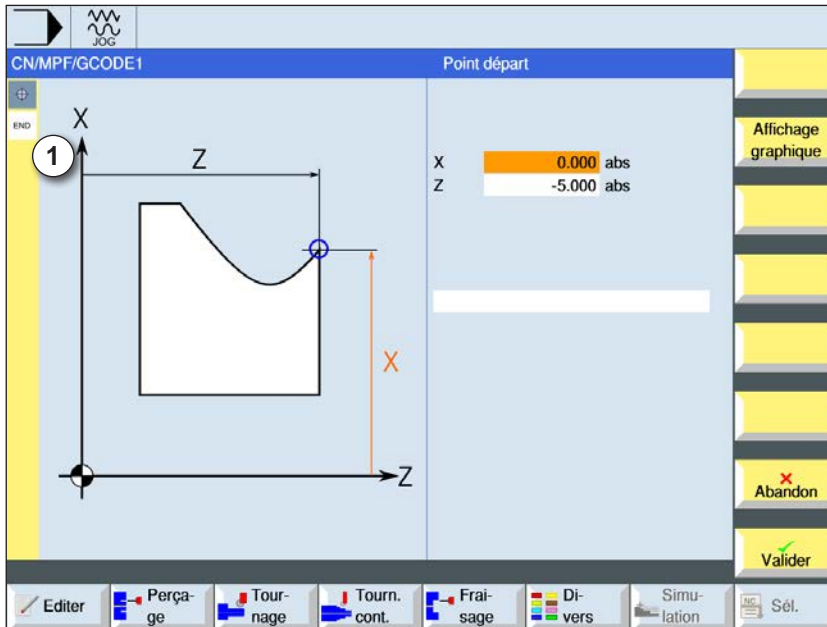 JOG
CN/MPF/GCODE1
Point départ
END
1
X
Z
X
Z
X 0.000 abs
Z -5.000 abs
Affichage
graphique
Abandon
Valider
Editer
Perça-
ge
Tour-
nage
Tourn.
cont.
Frai-
sage
Di-
vers
Simu-
lation
NC
Sél.